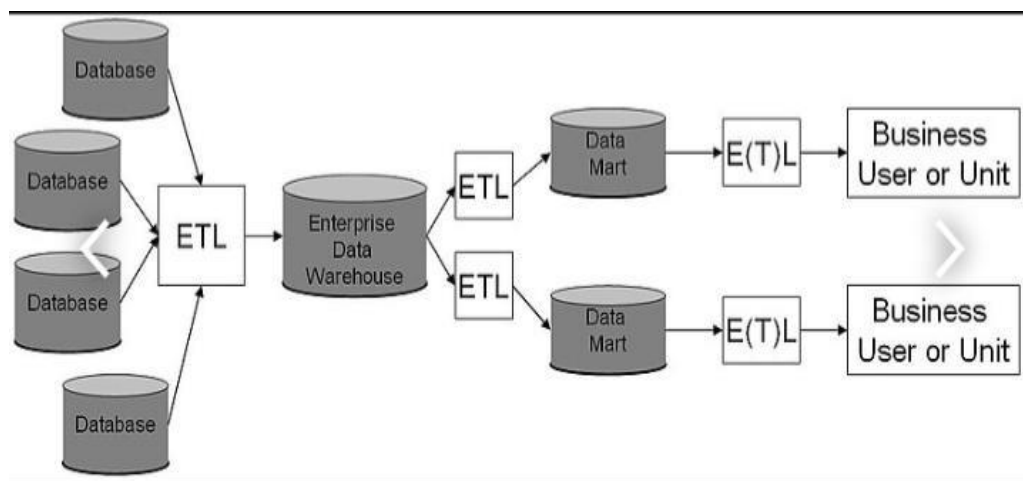 Database
Database
Database
Database
ETL
Enterprise
Data
Warehouse
ETL
ETL
Data
Mart
E(T)L
Business
User or Unit
Data
Mart
E(T)L
Business
User or Unit